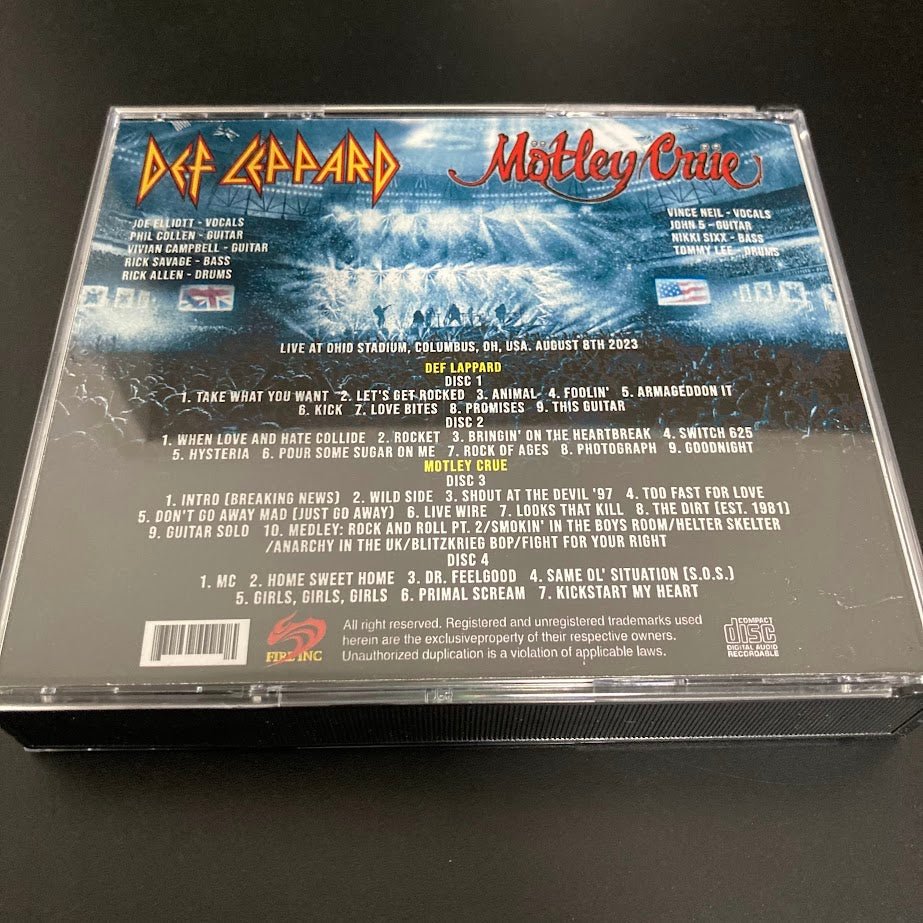 DEF LEPPARD
Mötley Crüe
JOE ELLIOTT - VOCALS
PHIL COLLEN - GUITAR
VIVIAN CAMPBELL - GUITAR
RICK SAVAGE - BASS
RICK ALLEN - DRUMS
VINCE NEIL - VOCALS
JOHN 5 - GUITAR
NIKKI SIXX - BASS
TOMMY LEE - DRUMS
LIVE AT OHIO STADIUM, COLUMBUS, OH, USA. AUGUST 8TH 2023
DEF LAPPARD
DISC 1
1. TAKE WHAT YOU WANT 2. LET'S GET ROCKED 3. ANIMAL 4. FOOLIN' 5. ARMAGEDDON IT
6. KICK 7. LOVE BITES 8. PROMISES 9. THIS GUITAR
DISC 2
1. WHEN LOVE AND HATE COLLIDE 2. ROCKET 3. BRINGIN' ON THE HEARTBREAK 4. SWITCH 625
5. HYSTERIA 6. POUR SOME SUGAR ON ME 7. ROCK OF AGES 8. PHOTOGRAPH 9. GOODNIGHT
MOTLEY CRUE
DISC 3
1. INTRO (BREAKING NEWS) 2. WILD SIDE 3. SHOUT AT THE DEVIL '97 4. TOO FAST FOR LOVE
5. DON'T GO AWAY MAD (JUST GO AWAY) 6. LIVE WIRE 7. LOOKS THAT KILL 8. THE DIRT (EST. 1981)
9. GUITAR SOLO 10. MEDLEY: ROCK AND ROLL PT. 2/SMOKIN' IN THE BOYS ROOM/HELTER SKELTER
/ANARCHY IN THE UK/BLITZKRIEG BOP/FIGHT FOR YOUR RIGHT
DISC 4
1. MC 2. HOME SWEET HOME 3. DR. FEELGOOD 4. SAME OL' SITUATION (S.O.S.)
5. GIRLS, GIRLS, GIRLS 6. PRIMAL SCREAM 7. KICKSTART MY HEART
FIRE INC
All right reserved. Registered and unregistered trademarks used
herein are the exclusiveproperty of their respective owners.
Unauthorized duplication is a violation of applicable laws.
COMPACT
disc
DIGITAL AUDIO
RECORDABLE